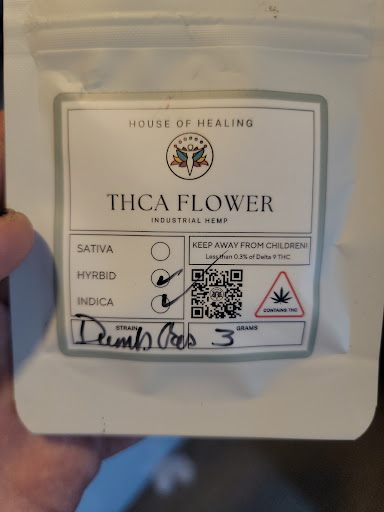 HOUSE OF HEALING
THCA FLOWER
INDUSTRIAL HEMP
SATIVA
HYRBID
INDICA
KEEP AWAY FROM CHILDREN!
Less than 0.3% of Delta 9 THC
CONTAINS THC
STRAIN
Dumb
3 GRAMS